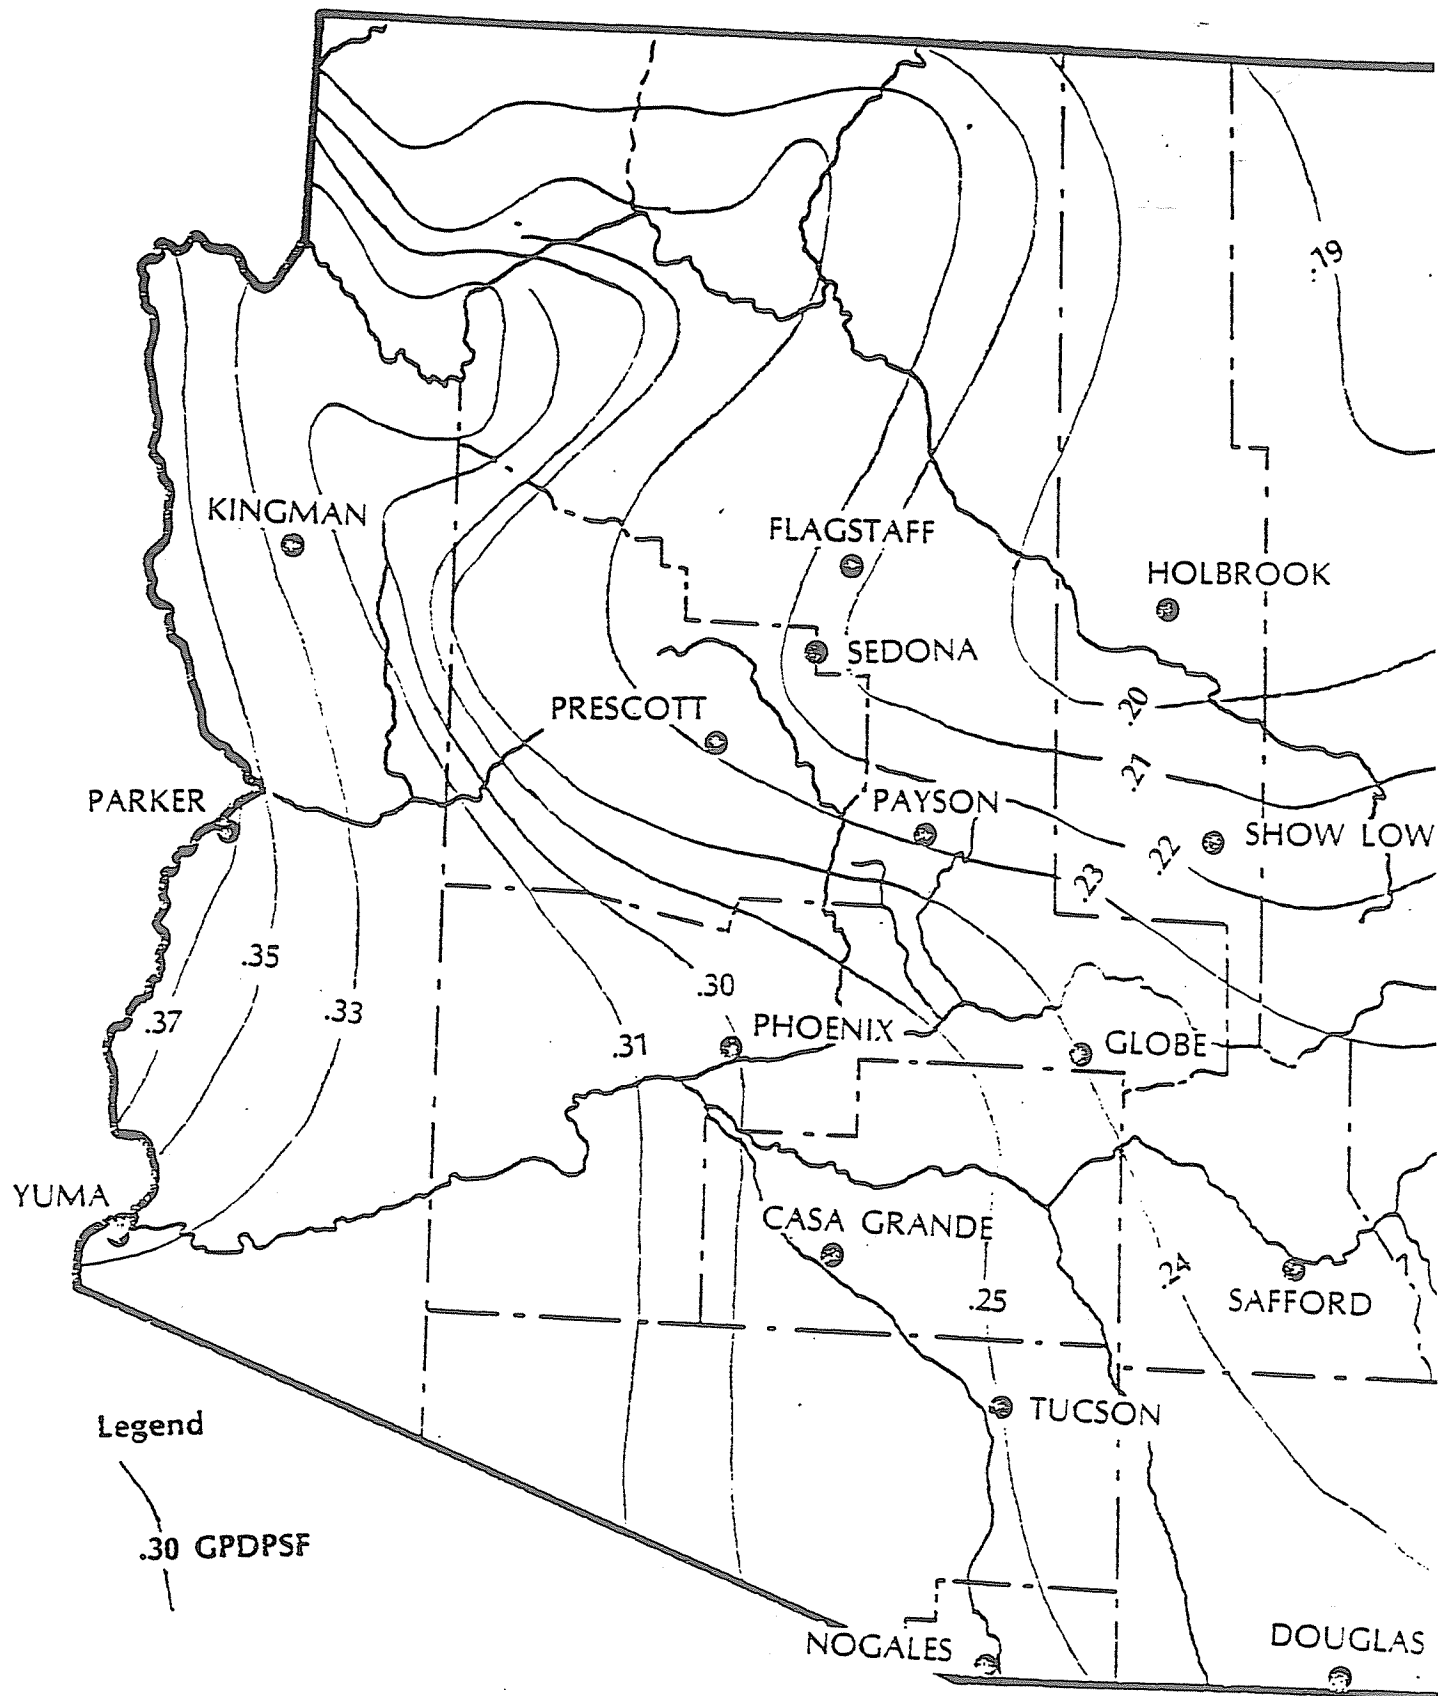 .19
KINGMAN
FLAGSTAFF
HOLBROOK
SEDONA
PRESCOTT
.20
.21
PARKER
PAYSON
SHOW LOW
.22
.23
.35
.30
.37
.33
PHOENIX
.31
GLOBE
YUMA
CASA GRANDE
.24
.25
SAFFORD
TUCSON
Legend
.30 GPDPSF
NOGALES
DOUGLAS